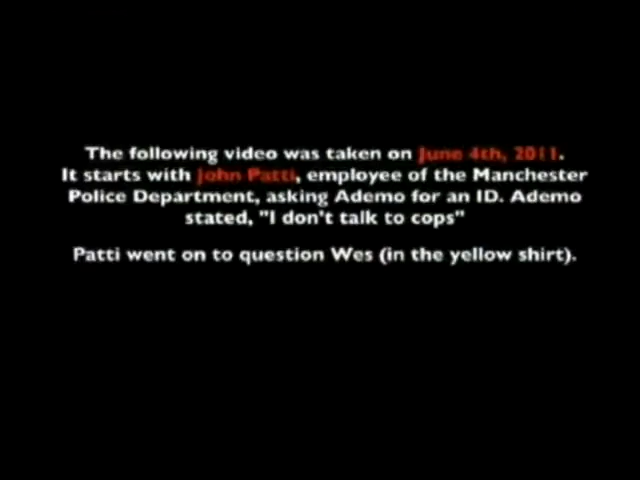 The following video was taken on June 4th, 2011.
It starts with John Patti, employee of the Manchester
Police Department, asking Ademo for an ID. Ademo
stated, "I don't talk to cops"
Patti went on to question Wes (in the yellow shirt).